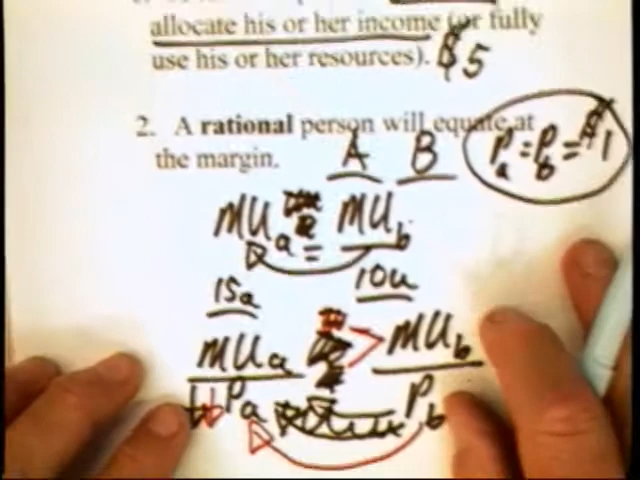 allocate his or her income (or fully
use his or her resources). $5
2. A rational person will equate at
the margin. A B Pa = Pb = $1
MUa = MUb
15u 10u
MUa > MUb
Pa Pb